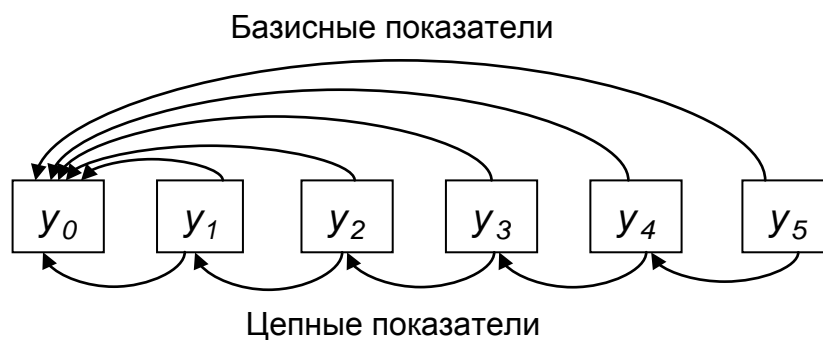 Базисные показатели
y0 y1 y2 y3 y4 y5
Цепные показатели